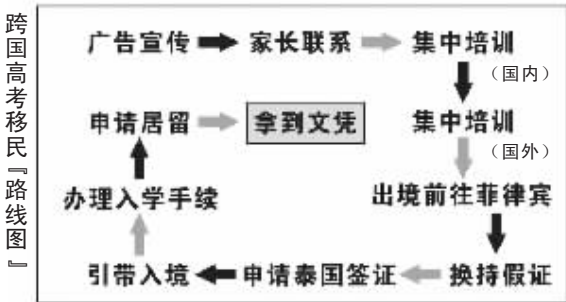 跨国高考移民『路线图』
广告宣传 家长联系 集中培训
（国内）
申请居留 拿到文凭 集中培训
（国外）
办理入学手续 出境前往菲律宾
引带入境 申请泰国签证 换持假证